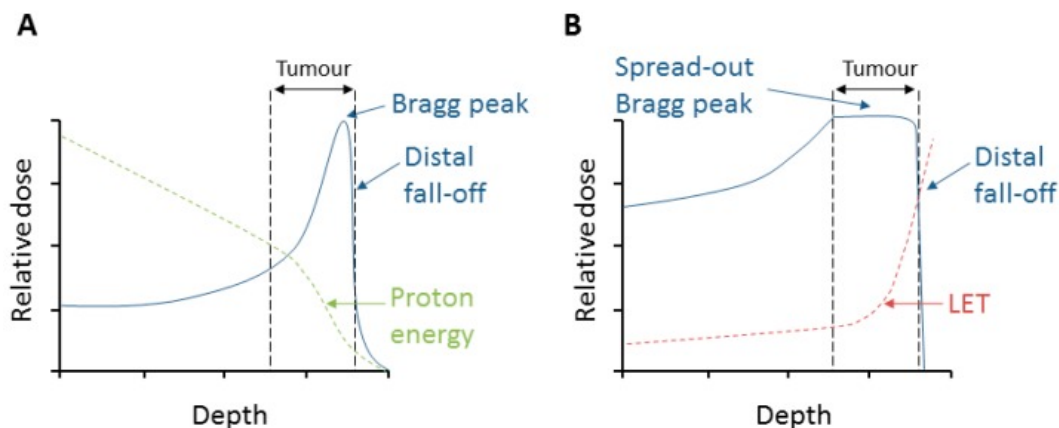 A
Tumour
Bragg peak
Distal
fall-off
Proton
energy
Relative dose
Depth
B
Spread-out
Bragg peak
Tumour
Distal
fall-off
LET
Relative dose
Depth